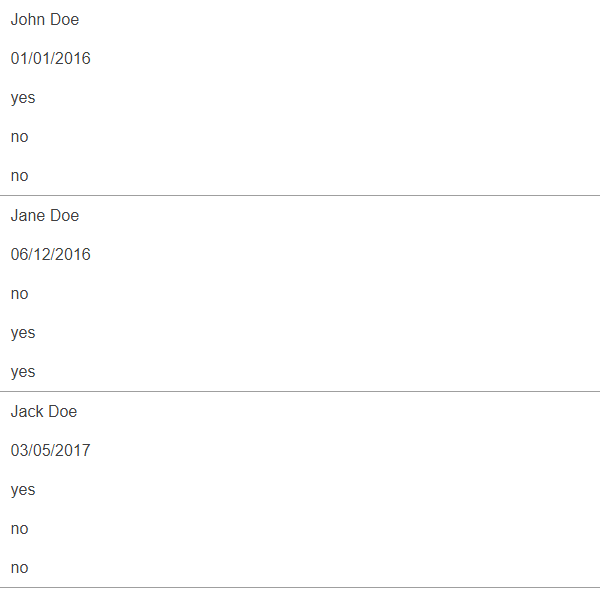 John Doe
01/01/2016
yes
no
no
Jane Doe
06/12/2016
no
yes
yes
Jack Doe
03/05/2017
yes
no
no